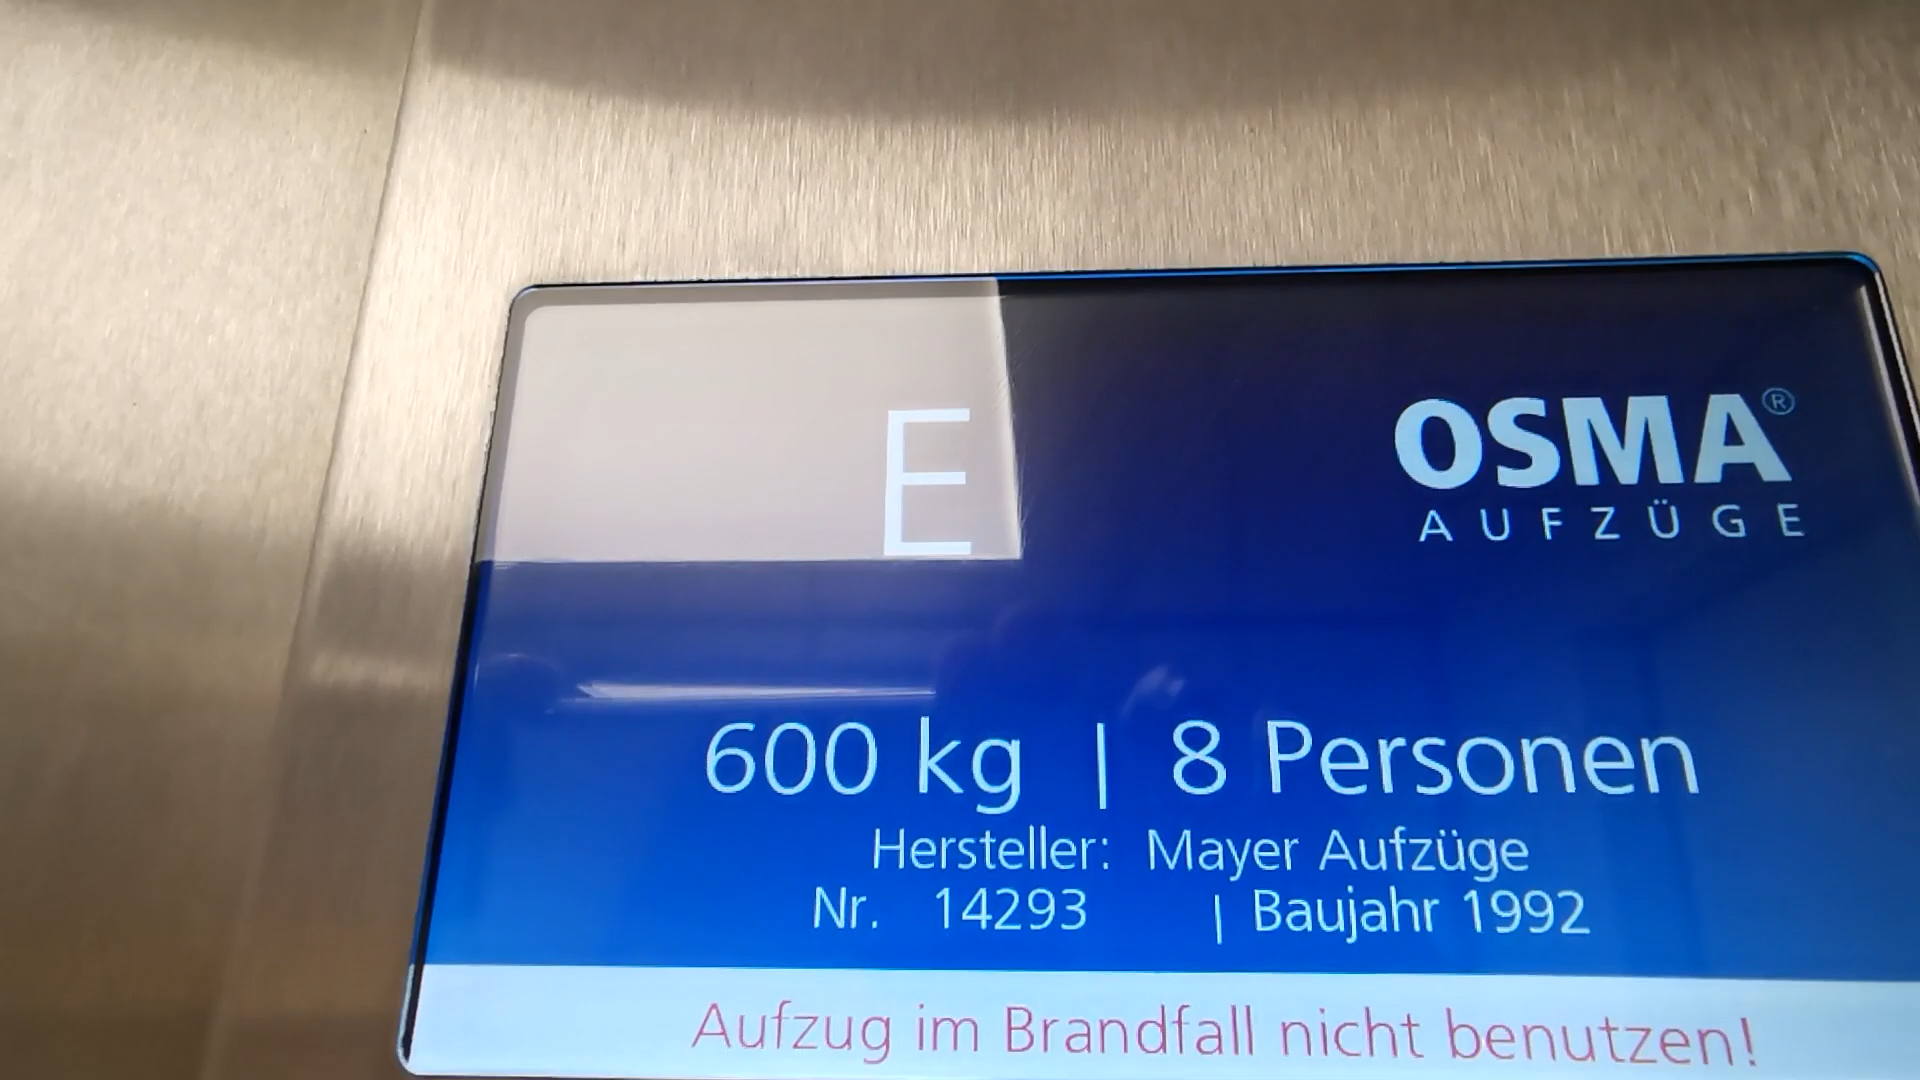 E
OSMA®
AUFZÜGE
600 kg | 8 Personen
Hersteller: Mayer Aufzüge
Nr. 14293 | Baujahr 1992
Aufzug im Brandfall nicht benutzen!